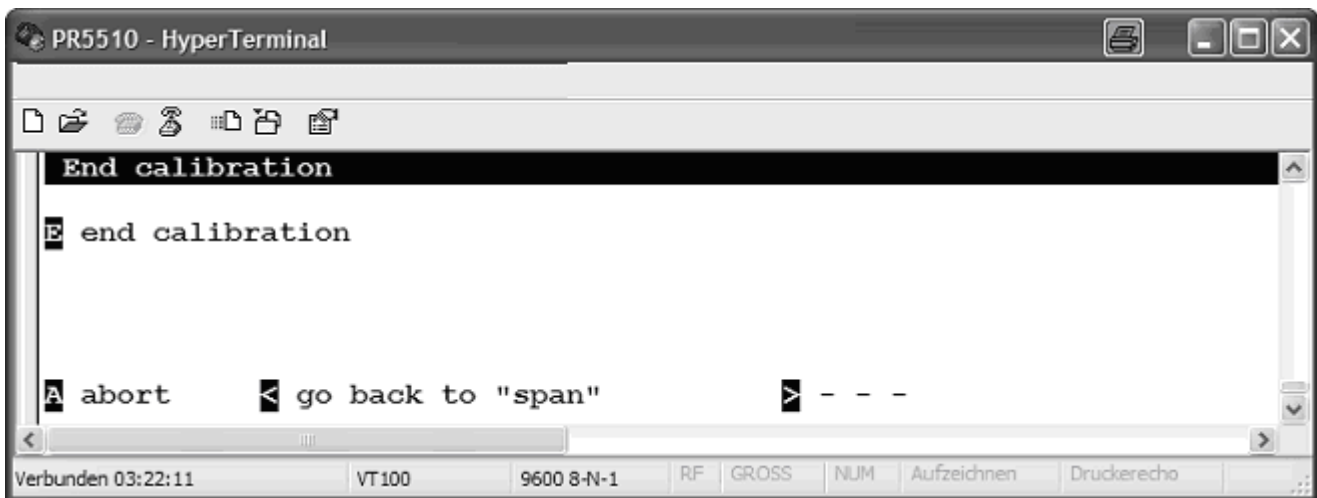 PR5510 - HyperTerminal
End calibration
E end calibration
A abort < go back to "span" > - - -
Verbunden 03:22:11 VT100 9600 8-N-1 RF GROSS NUM Aufzeichnen Druckerecho